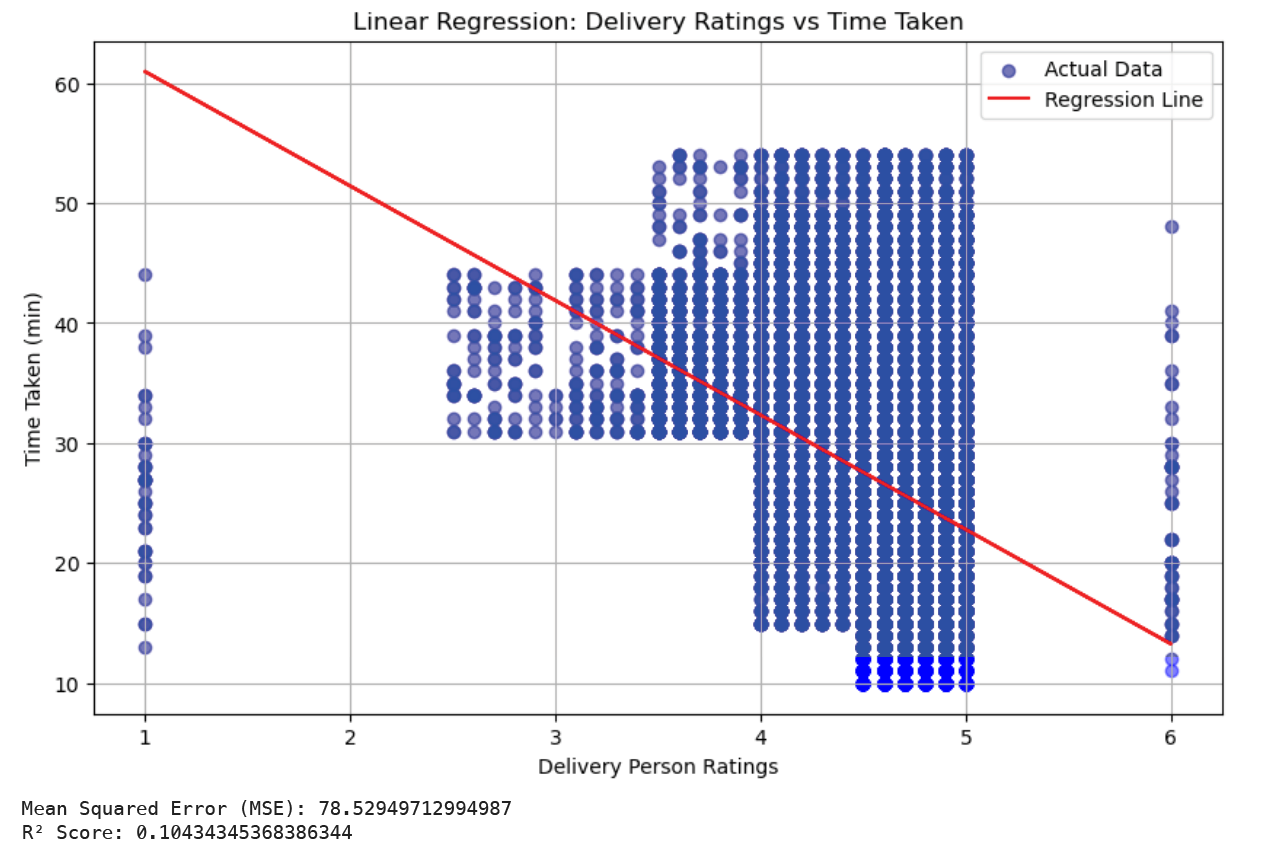 Linear Regression: Delivery Ratings vs Time Taken
Actual Data
Regression Line
Time Taken (min)
60
50
40
30
20
10
1 2 3 4 5 6
Delivery Person Ratings
Mean Squared Error (MSE): 78.52949712994987
R² Score: 0.10434345368386344